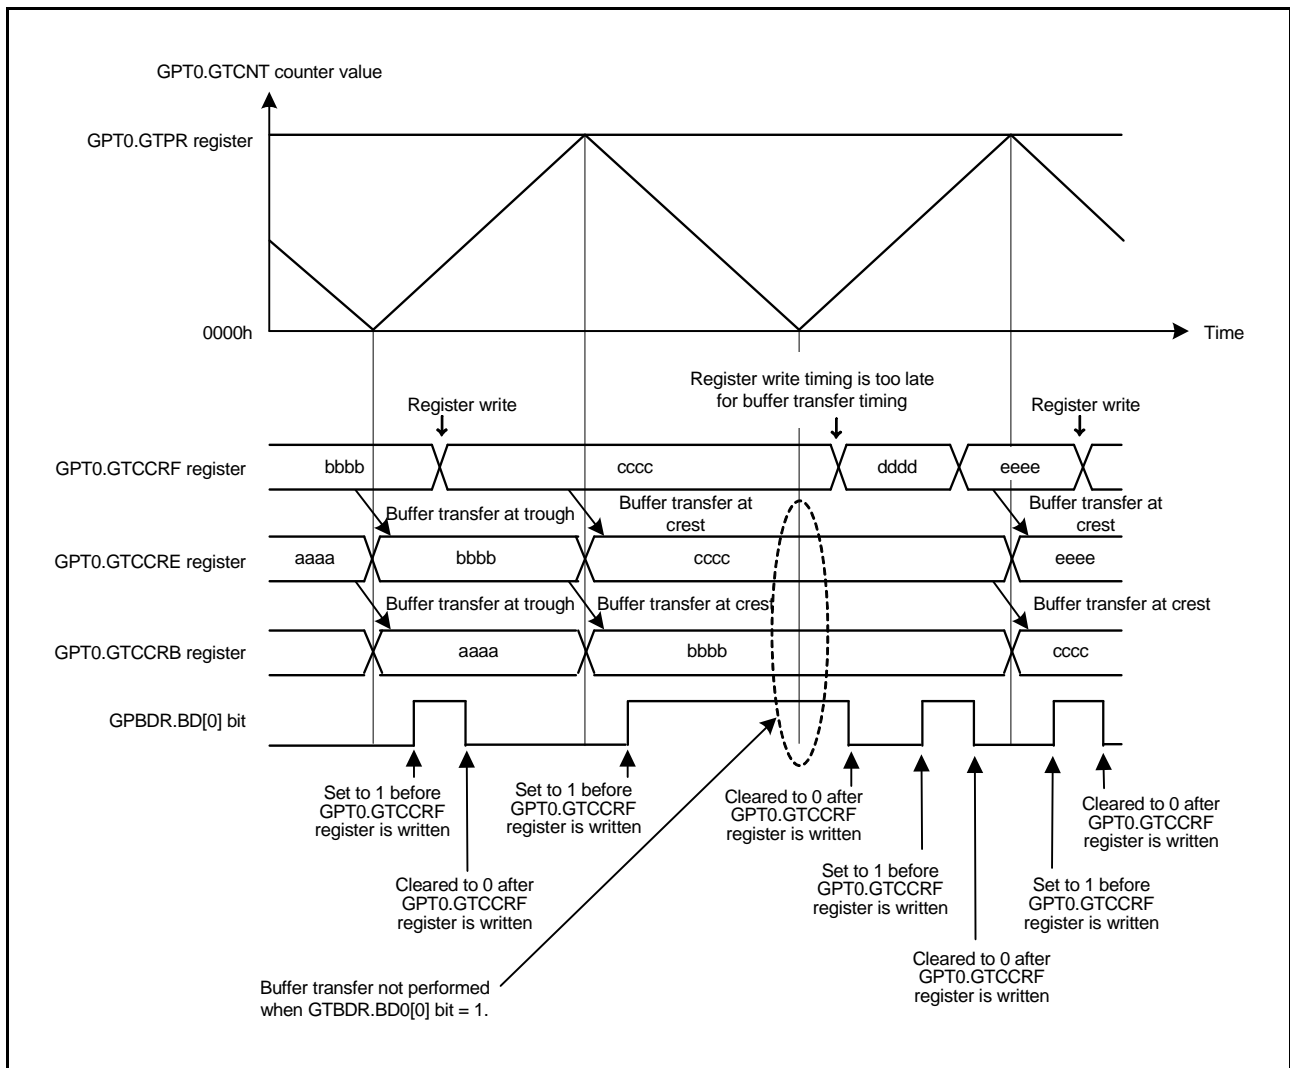 GPT0.GTCNT counter value
GPT0.GTPR register
0000h
Time
Register write timing is too late
for buffer transfer timing
Register write
Register write
GPT0.GTCCRF register
bbbb
cccc
dddd
eeee
Buffer transfer at trough
Buffer transfer at
crest
Buffer transfer at
crest
GPT0.GTCCRE register
aaaa
bbbb
cccc
eeee
Buffer transfer at trough
Buffer transfer at crest
Buffer transfer at crest
GPT0.GTCCRB register
aaaa
bbbb
cccc
GPBDR.BD[0] bit
Set to 1 before
GPT0.GTCCRF
register is written
Set to 1 before
GPT0.GTCCRF
register is written
Cleared to 0 after
GPT0.GTCCRF
register is written
Cleared to 0 after
GPT0.GTCCRF
register is written
Cleared to 0 after
GPT0.GTCCRF
register is written
Set to 1 before
GPT0.GTCCRF
register is written
Set to 1 before
GPT0.GTCCRF
register is written
Cleared to 0 after
GPT0.GTCCRF
register is written
Buffer transfer not performed
when GTBDR.BD0[0] bit = 1.